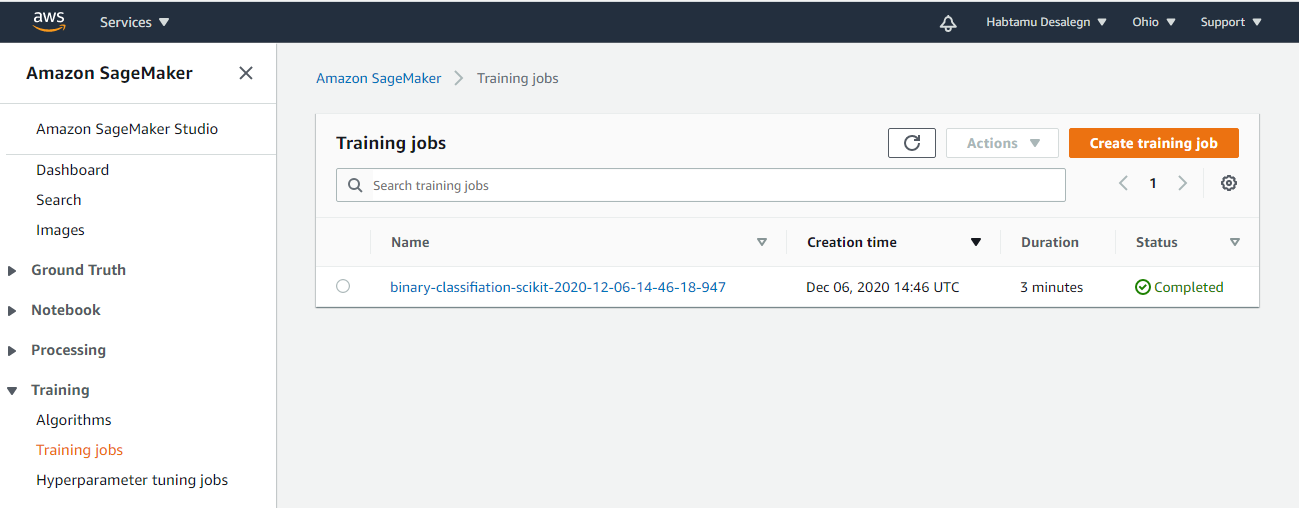 aws Services Habtamu Desalegn Ohio Support
Amazon SageMaker
Amazon SageMaker Studio
Dashboard
Search
Images
Ground Truth
Notebook
Processing
Training
Algorithms
Training jobs
Hyperparameter tuning jobs
Amazon SageMaker Training jobs
Training jobs Actions Create training job
Search training jobs 1
Name Creation time Duration Status
binary-classifiation-scikit-2020-12-06-14-46-18-947 Dec 06, 2020 14:46 UTC 3 minutes Completed